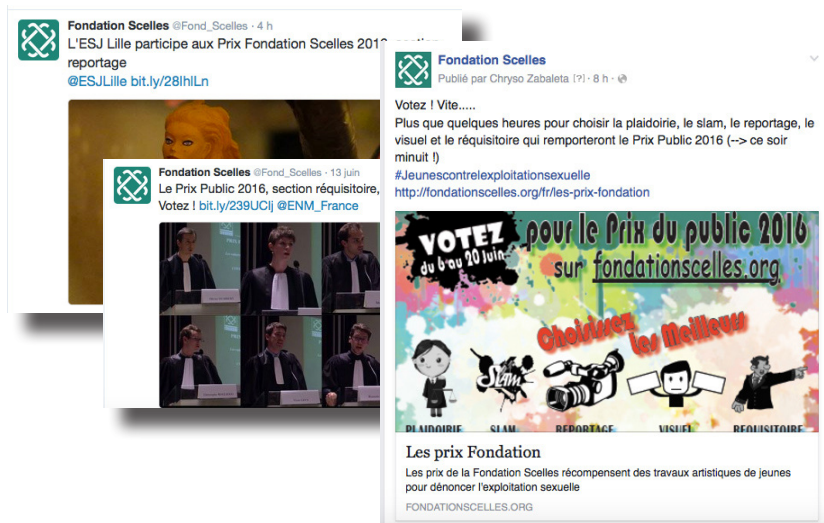 Fondation Scelles @Fond_Scelles · 4 h
L'ESJ Lille participe aux Prix Fondation Scelles
reportage
@ESJLille bit.ly/28IhlLn
Fondation Scelles @Fond_Scelles · 13 juin
Le Prix Public 2016, section réquisitoire,
Votez ! bit.ly/239UClj @ENM_France
Fondation Scelles
Publié par Chryso Zabaleta [?] · 8 h ·
Votez ! Vite.....
Plus que quelques heures pour choisir la plaidoirie, le slam, le reportage, le
visuel et le réquisitoire qui remporteront le Prix Public 2016 (--> ce soir
minuit !)
#Jeunescontrelexploitationsexuelle
http://fondationscelles.org/fr/les-prix-fondation
VOTEZ
du 6 au 20 Juin
pour le Prix du public 2016
sur fondationscelles.org
Choisissez
les Meilleurs
SLAM
PLAIDOIRIE SLAM REPORTAGE VISUEL REQUISITOIRE
Les prix Fondation
Les prix de la Fondation Scelles récompensent des travaux artistiques de jeunes
pour dénoncer l'exploitation sexuelle
FONDATIONSCELLES.ORG